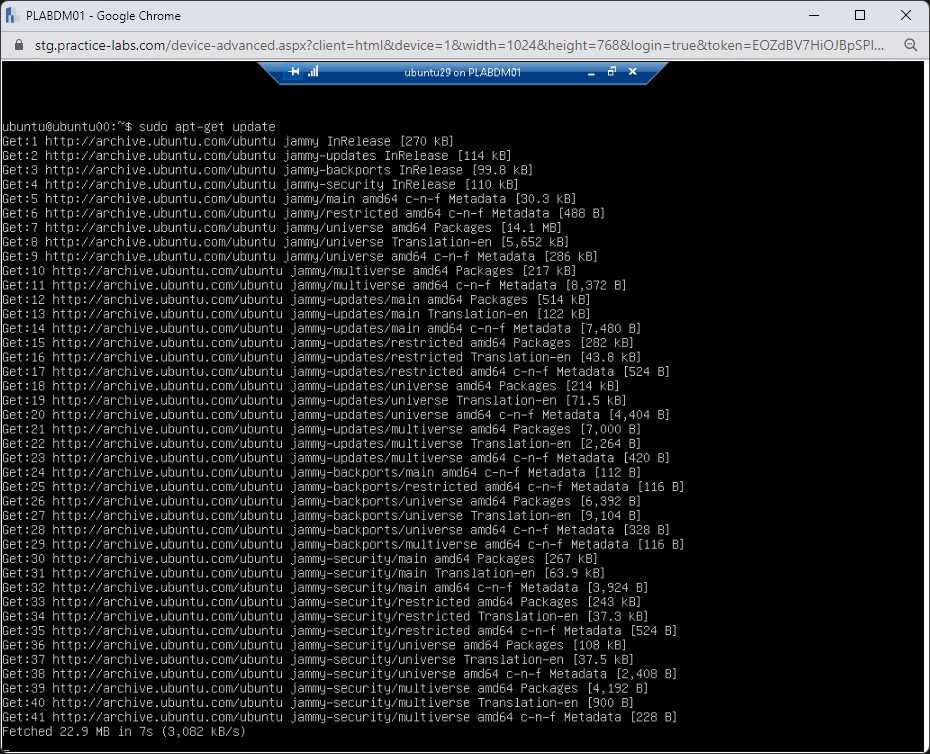 PLABDM01 - Google Chrome
stg.practice-labs.com/device-advanced.aspx?client=html&device=1&width=1024&height=768&login=true&token=EOZdBV7HiOJBpSPI...
ubuntu29 on PLABDM01
ubuntu@ubuntu00:~$ sudo apt-get update
Get:1 http://archive.ubuntu.com/ubuntu jammy InRelease [270 kB]
Get:2 http://archive.ubuntu.com/ubuntu jammy-updates InRelease [114 kB]
Get:3 http://archive.ubuntu.com/ubuntu jammy-backports InRelease [99.8 kB]
Get:4 http://archive.ubuntu.com/ubuntu jammy-security InRelease [110 kB]
Get:5 http://archive.ubuntu.com/ubuntu jammy/main amd64 c-n-f Metadata [30.3 kB]
Get:6 http://archive.ubuntu.com/ubuntu jammy/restricted amd64 c-n-f Metadata [488 B]
Get:7 http://archive.ubuntu.com/ubuntu jammy/universe amd64 Packages [14.1 MB]
Get:8 http://archive.ubuntu.com/ubuntu jammy/universe Translation-en [5,652 kB]
Get:9 http://archive.ubuntu.com/ubuntu jammy/universe amd64 c-n-f Metadata [286 kB]
Get:10 http://archive.ubuntu.com/ubuntu jammy/multiverse amd64 Packages [217 kB]
Get:11 http://archive.ubuntu.com/ubuntu jammy/multiverse amd64 c-n-f Metadata [8,372 B]
Get:12 http://archive.ubuntu.com/ubuntu jammy-updates/main amd64 Packages [514 kB]
Get:13 http://archive.ubuntu.com/ubuntu jammy-updates/main Translation-en [122 kB]
Get:14 http://archive.ubuntu.com/ubuntu jammy-updates/main amd64 c-n-f Metadata [7,480 B]
Get:15 http://archive.ubuntu.com/ubuntu jammy-updates/restricted amd64 Packages [282 kB]
Get:16 http://archive.ubuntu.com/ubuntu jammy-updates/restricted Translation-en [43.8 kB]
Get:17 http://archive.ubuntu.com/ubuntu jammy-updates/restricted amd64 c-n-f Metadata [524 B]
Get:18 http://archive.ubuntu.com/ubuntu jammy-updates/universe amd64 Packages [214 kB]
Get:19 http://archive.ubuntu.com/ubuntu jammy-updates/universe Translation-en [71.5 kB]
Get:20 http://archive.ubuntu.com/ubuntu jammy-updates/universe amd64 c-n-f Metadata [4,404 B]
Get:21 http://archive.ubuntu.com/ubuntu jammy-updates/multiverse amd64 Packages [7,000 B]
Get:22 http://archive.ubuntu.com/ubuntu jammy-updates/multiverse Translation-en [2,264 B]
Get:23 http://archive.ubuntu.com/ubuntu jammy-updates/multiverse amd64 c-n-f Metadata [420 B]
Get:24 http://archive.ubuntu.com/ubuntu jammy-backports/main amd64 c-n-f Metadata [112 B]
Get:25 http://archive.ubuntu.com/ubuntu jammy-backports/restricted amd64 c-n-f Metadata [116 B]
Get:26 http://archive.ubuntu.com/ubuntu jammy-backports/universe amd64 Packages [6,392 B]
Get:27 http://archive.ubuntu.com/ubuntu jammy-backports/universe Translation-en [9,104 B]
Get:28 http://archive.ubuntu.com/ubuntu jammy-backports/universe amd64 c-n-f Metadata [328 B]
Get:29 http://archive.ubuntu.com/ubuntu jammy-backports/multiverse amd64 c-n-f Metadata [116 B]
Get:30 http://archive.ubuntu.com/ubuntu jammy-security/main amd64 Packages [267 kB]
Get:31 http://archive.ubuntu.com/ubuntu jammy-security/main Translation-en [63.9 kB]
Get:32 http://archive.ubuntu.com/ubuntu jammy-security/main amd64 c-n-f Metadata [3,924 B]
Get:33 http://archive.ubuntu.com/ubuntu jammy-security/restricted amd64 Packages [243 kB]
Get:34 http://archive.ubuntu.com/ubuntu jammy-security/restricted Translation-en [37.3 kB]
Get:35 http://archive.ubuntu.com/ubuntu jammy-security/restricted amd64 c-n-f Metadata [524 B]
Get:36 http://archive.ubuntu.com/ubuntu jammy-security/universe amd64 Packages [108 kB]
Get:37 http://archive.ubuntu.com/ubuntu jammy-security/universe Translation-en [37.5 kB]
Get:38 http://archive.ubuntu.com/ubuntu jammy-security/universe amd64 c-n-f Metadata [2,408 B]
Get:39 http://archive.ubuntu.com/ubuntu jammy-security/multiverse amd64 Packages [4,192 B]
Get:40 http://archive.ubuntu.com/ubuntu jammy-security/multiverse Translation-en [900 B]
Get:41 http://archive.ubuntu.com/ubuntu jammy-security/multiverse amd64 c-n-f Metadata [228 B]
Fetched 22.9 MB in 7s (3,082 kB/s)